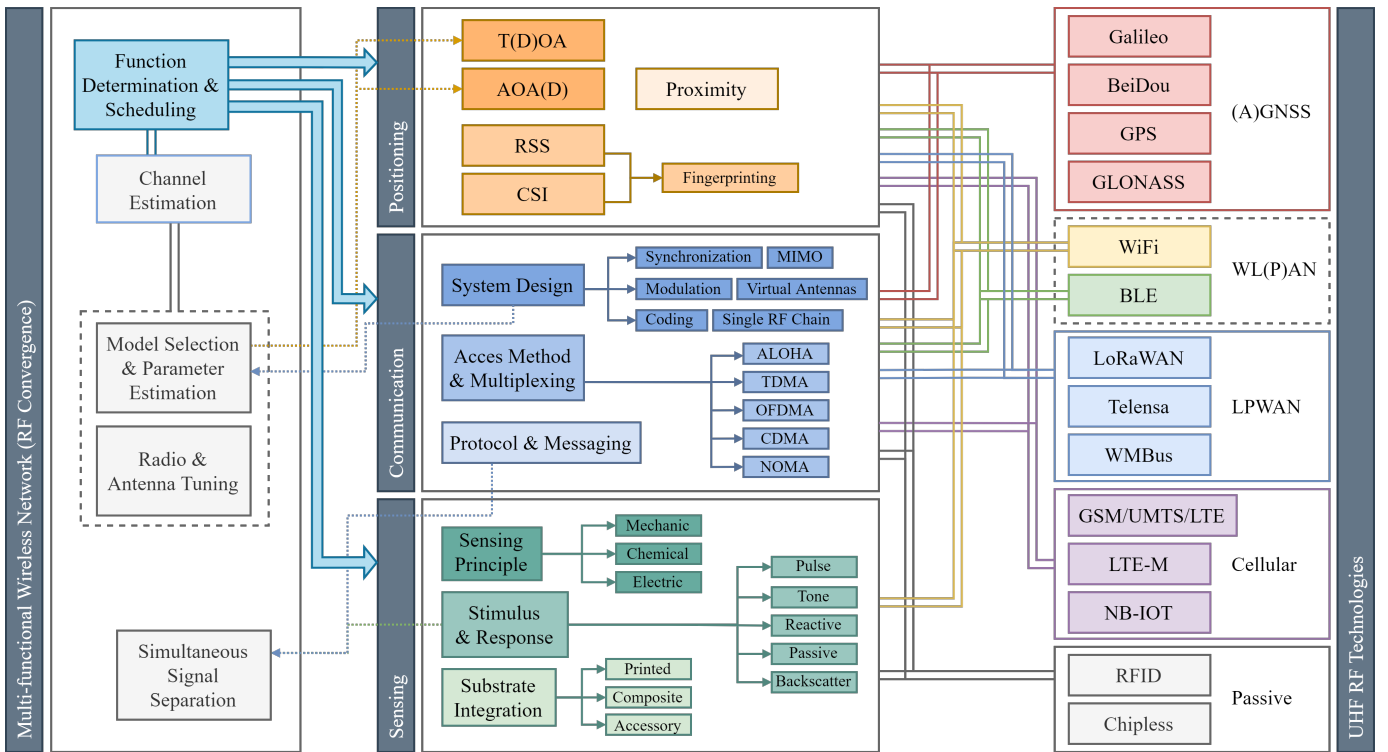 Multi-functional Wireless Network (RF Convergence)
Function
Determination &
Scheduling
Channel
Estimation
Model Selection
& Parameter
Estimation
Radio &
Antenna Tuning
Simultaneous
Signal
Separation
Positioning
T(D)OA
AOA(D)
Proximity
RSS
CSI
Fingerprinting
Communication
System Design
Synchronization
MIMO
Modulation
Virtual Antennas
Coding
Single RF Chain
Acces Method
& Multiplexing
ALOHA
TDMA
OFDMA
CDMA
NOMA
Protocol & Messaging
Sensing
Sensing
Principle
Mechanic
Chemical
Electric
Stimulus
& Response
Pulse
Tone
Reactive
Passive
Backscatter
Substrate
Integration
Printed
Composite
Accessory
Galileo
BeiDou
GPS
GLONASS
(A)GNSS
WiFi
BLE
WL(P)AN
LoRaWAN
Telensa
WMBus
LPWAN
GSM/UMTS/LTE
LTE-M
NB-IOT
Cellular
RFID
Chipless
Passive
UHF RF Technologies